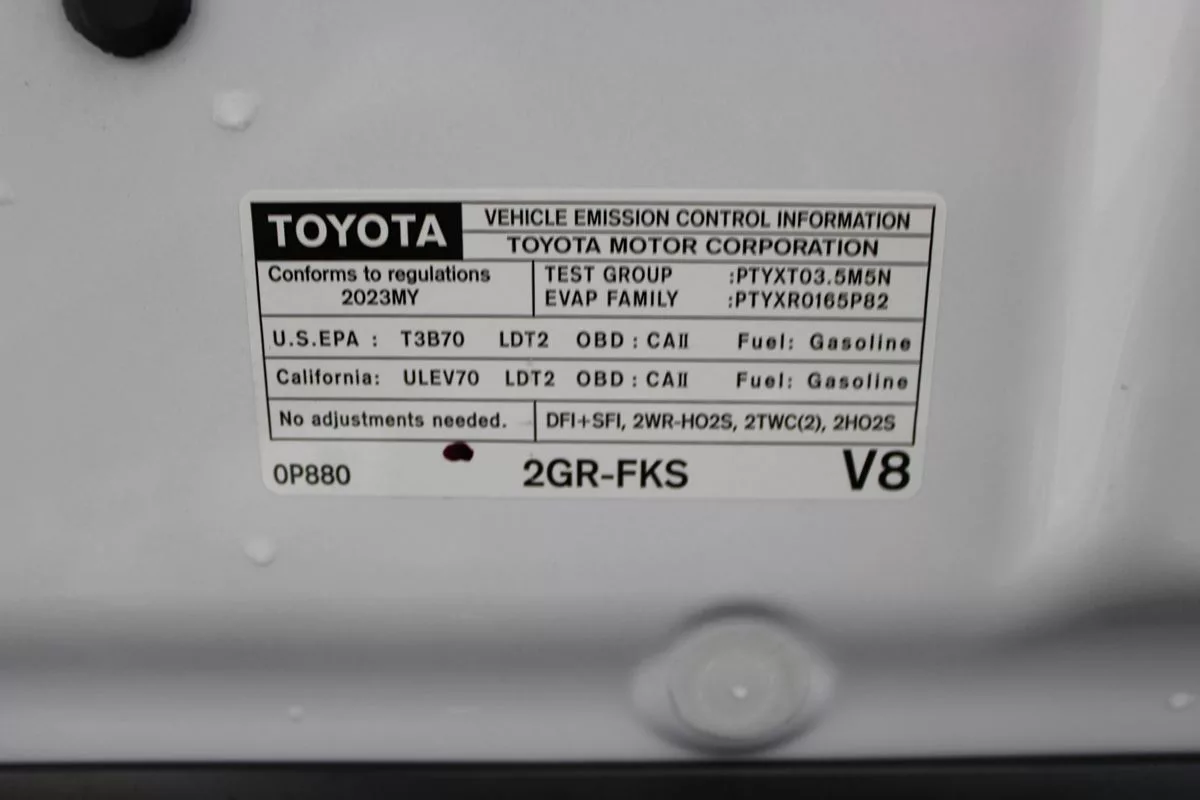 TOYOTA
VEHICLE EMISSION CONTROL INFORMATION
TOYOTA MOTOR CORPORATION
Conforms to regulations
2023MY
TEST GROUP :PTYXT03.5M5N
EVAP FAMILY :PTYXR0165P82
U.S.EPA : T3B70 LDT2 OBD : CAII Fuel: Gasoline
California: ULEV70 LDT2 OBD : CAII Fuel: Gasoline
No adjustments needed.
DFI+SFI, 2WR-HO2S, 2TWC(2), 2HO2S
0P880 2GR-FKS V8